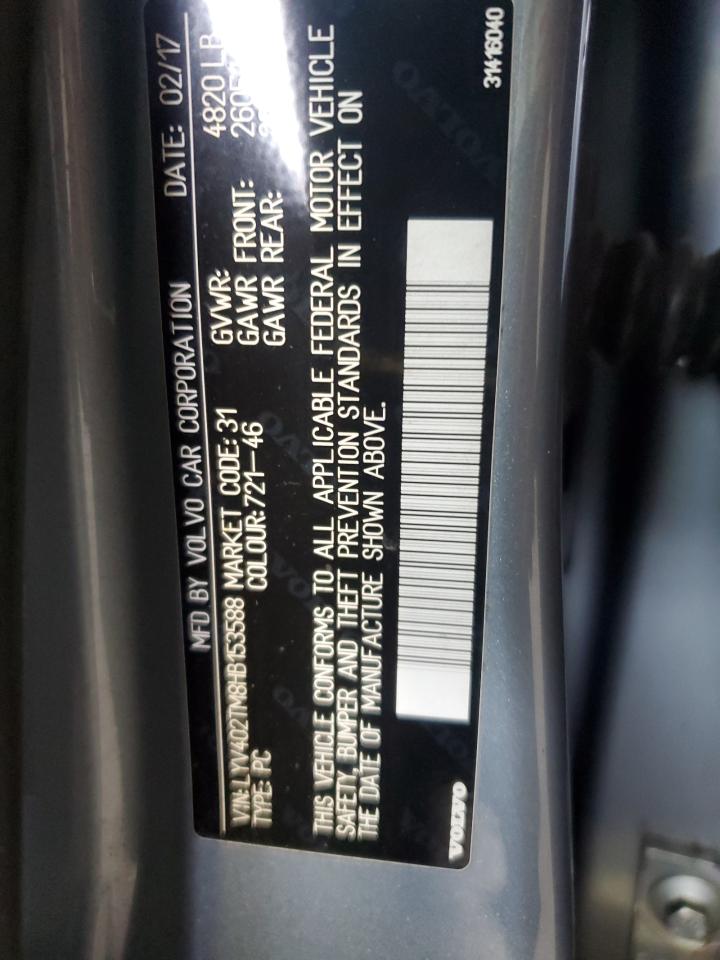 MFD BY VOLVO CAR CORPORATION DATE: 02/17
VIN: LYV402TM8HB153588 MARKET CODE: 31 GVWR: 4820 LB
TYPE: PC COLOUR: 721-46 GAWR FRONT:
GAWR REAR:
THIS VEHICLE CONFORMS TO ALL APPLICABLE FEDERAL MOTOR VEHICLE
SAFETY, BUMPER AND THEFT PREVENTION STANDARDS IN EFFECT ON
THE DATE OF MANUFACTURE SHOWN ABOVE.
VOLVO 31416040